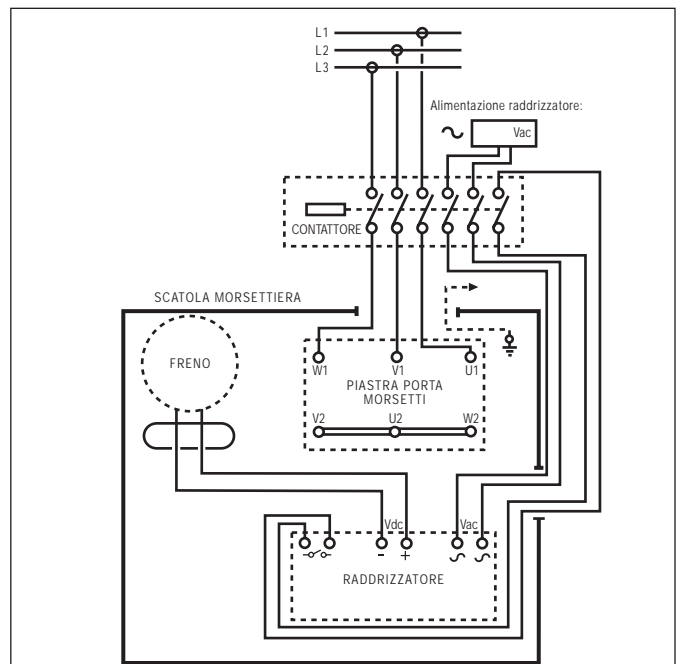 L1
L2
L3
Alimentazione raddrizzatore:
Vac
CONTATTORE
SCATOLA MORSETTIERA
FRENO
W1 V1 U1
PIASTRA PORTA
MORSETTI
V2 U2 W2
Vdc Vac
- +
RADDRIZZATORE